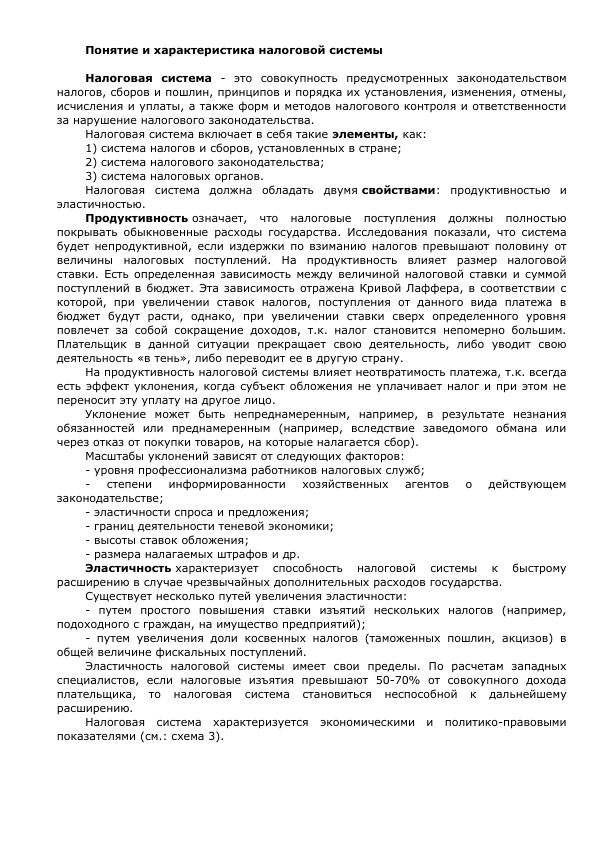 Понятие и характеристика налоговой системы
Налоговая система - это совокупность предусмотренных законодательством
налогов, сборов и пошлин, принципов и порядка их установления, изменения, отмены,
исчисления и уплаты, а также форм и методов налогового контроля и ответственности
за нарушение налогового законодательства.
Налоговая система включает в себя такие элементы, как:
1) система налогов и сборов, установленных в стране;
2) система налогового законодательства;
3) система налоговых органов.
Налоговая система должна обладать двумя свойствами: продуктивностью и
эластичностью.
Продуктивность означает, что налоговые поступления должны полностью
покрывать обыкновенные расходы государства. Исследования показали, что система
будет непродуктивной, если издержки по взиманию налогов превышают половину от
величины налоговых поступлений. На продуктивность влияет размер налоговой
ставки. Есть определенная зависимость между величиной налоговой ставки и суммой
поступлений в бюджет. Эта зависимость отражена Кривой Лаффера, в соответствии с
которой, при увеличении ставок налогов, поступления от данного вида платежа в
бюджет будут расти, однако, при увеличении ставки сверх определенного уровня
повлечет за собой сокращение доходов, т.к. налог становится непомерно большим.
Плательщик в данной ситуации прекращает свою деятельность, либо уводит свою
деятельность «в тень», либо переводит ее в другую страну.
На продуктивность налоговой системы влияет неотвратимость платежа, т.к. всегда
есть эффект уклонения, когда субъект обложения не уплачивает налог и при этом не
переносит эту уплату на другое лицо.
Уклонение может быть непреднамеренным, например, в результате незнания
обязанностей или преднамеренным (например, вследствие заведомого обмана или
через отказ от покупки товаров, на которые налагается сбор).
Масштабы уклонений зависят от следующих факторов:
- уровня профессионализма работников налоговых служб;
- степени информированности хозяйственных агентов о действующем
законодательстве;
- эластичности спроса и предложения;
- границ деятельности теневой экономики;
- высоты ставок обложения;
- размера налагаемых штрафов и др.
Эластичность характеризует способность налоговой системы к быстрому
расширению в случае чрезвычайных дополнительных расходов государства.
Существует несколько путей увеличения эластичности:
- путем простого повышения ставки изъятий нескольких налогов (например,
подоходного с граждан, на имущество предприятий);
- путем увеличения доли косвенных налогов (таможенных пошлин, акцизов) в
общей величине фискальных поступлений.
Эластичность налоговой системы имеет свои пределы. По расчетам западных
специалистов, если налоговые изъятия превышают 50-70% от совокупного дохода
плательщика, то налоговая система становиться неспособной к дальнейшему
расширению.
Налоговая система характеризуется экономическими и политико-правовыми
показателями (см.: схема 3).